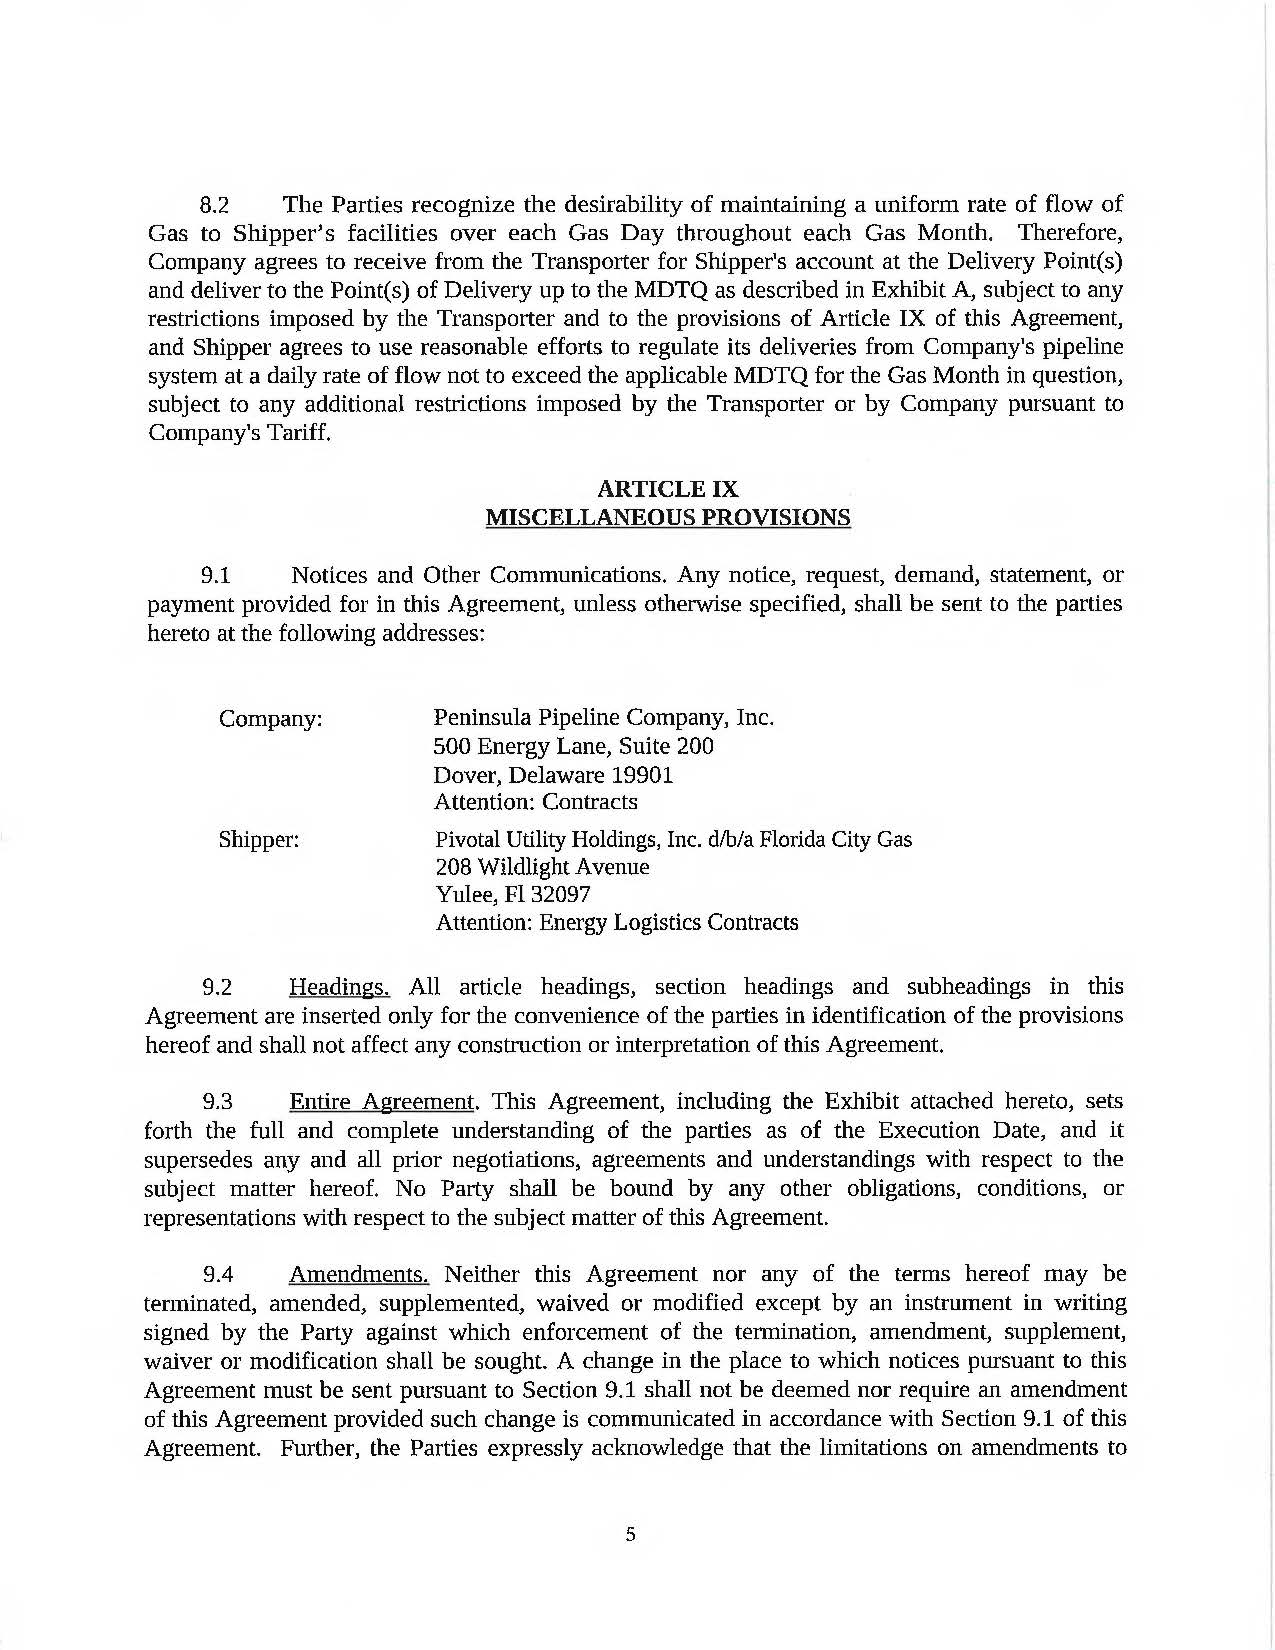 8.2 The Parties recognize the desirability of maintaining a uniform rate of flow of
Gas to Shipper's facilities over each Gas Day throughout each Gas Month. Therefore,
Company agrees to receive from the Transporter for Shipper's account at the Delivery Point(s)
and deliver to the Point(s) of Delivery up to the MDTQ as described in Exhibit A, subject to any
restrictions imposed by the Transporter and to the provisions of Article IX of this Agreement,
and Shipper agrees to use reasonable efforts to regulate its deliveries from Company's pipeline
system at a daily rate of flow not to exceed the applicable MDTQ for the Gas Month in question,
subject to any additional restrictions imposed by the Transporter or by Company pursuant to
Company's Tariff.
ARTICLE IX
MISCELLANEOUS PROVISIONS
9.1 Notices and Other Communications. Any notice, request, demand, statement, or
payment provided for in this Agreement, unless otherwise specified, shall be sent to the parties
hereto at the following addresses:
Company: Peninsula Pipeline Company, Inc.
500 Energy Lane, Suite 200
Dover, Delaware 19901
Attention: Contracts
Shipper: Pivotal Utility Holdings, Inc. d/b/a Florida City Gas
208 Wildlight Avenue
Yulee, Fl 32097
Attention: Energy Logistics Contracts
9.2 Headings. All article headings, section headings and subheadings in this
Agreement are inserted only for the convenience of the parties in identification of the provisions
hereof and shall not affect any construction or interpretation of this Agreement.
9.3 Entire Agreement. This Agreement, including the Exhibit attached hereto, sets
forth the full and complete understanding of the parties as of the Execution Date, and it
supersedes any and all prior negotiations, agreements and understandings with respect to the
subject matter hereof. No Party shall be bound by any other obligations, conditions, or
representations with respect to the subject matter of this Agreement.
9.4 Amendments. Neither this Agreement nor any of the terms hereof may be
terminated, amended, supplemented, waived or modified except by an instrument in writing
signed by the Party against which enforcement of the termination, amendment, supplement,
waiver or modification shall be sought. A change in the place to which notices pursuant to this
Agreement must be sent pursuant to Section 9.1 shall not be deemed nor require an amendment
of this Agreement provided such change is communicated in accordance with Section 9.1 of this
Agreement. Further, the Parties expressly acknowledge that the limitations on amendments to
5